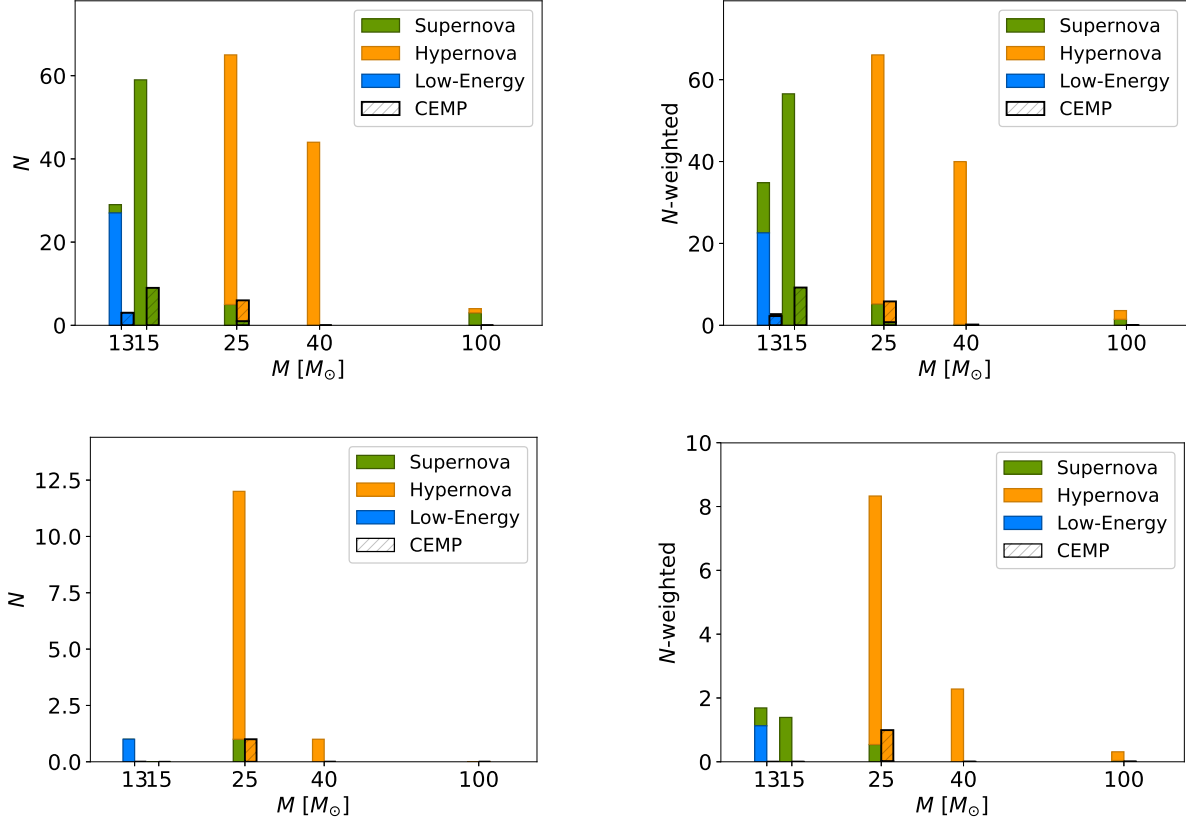 Supernova
Hypernova
Low-Energy
CEMP
60
40
20
0
N
1315 25 40 100
M [M☉]
Supernova
Hypernova
Low-Energy
CEMP
60
40
20
0
N-weighted
1315 25 40 100
M [M☉]
Supernova
Hypernova
Low-Energy
CEMP
12.5
10.0
7.5
5.0
2.5
0.0
N
1315 25 40 100
M [M☉]
Supernova
Hypernova
Low-Energy
CEMP
10
8
6
4
2
0
N-weighted
1315 25 40 100
M [M☉]